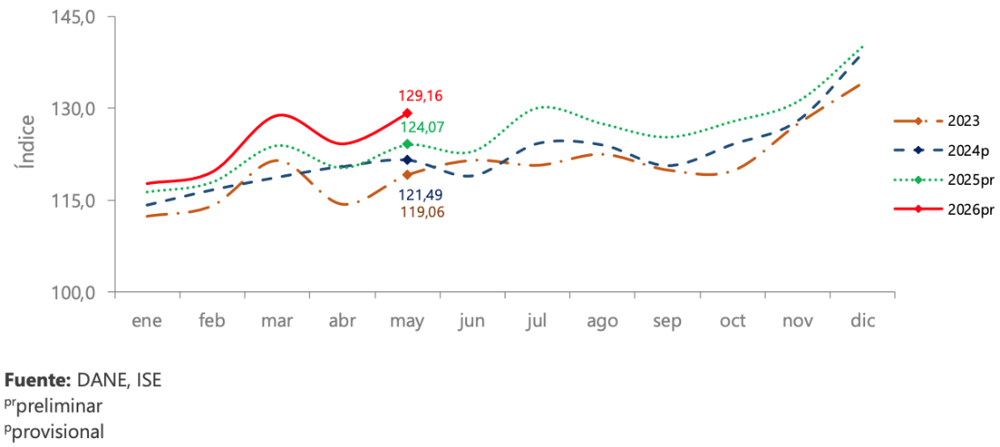 145,0
130,0
115,0
100,0
Índice
129,16
124,07
121,49
119,06
ene feb mar abr may jun jul ago sep oct nov dic
2023
2024p
2025pr
2026pr
Fuente: DANE, ISE
prpreliminar
pprovisional